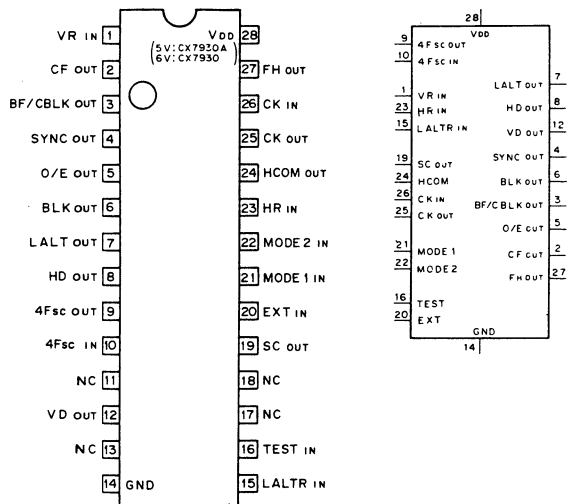 VR IN 1
CF OUT 2
BF/CBLK OUT 3
SYNC OUT 4
O/E OUT 5
BLK OUT 6
LALT OUT 7
HD OUT 8
4Fsc OUT 9
4Fsc IN 10
NC 11
VD OUT 12
NC 13
14 GND
VDD 28
(5V:CX7930A
6V:CX7930)
27 FH OUT
26 CK IN
25 CK OUT
24 HCOM OUT
23 HR IN
22 MODE 2 IN
21 MODE 1 IN
20 EXT IN
19 SC OUT
18 NC
17 NC
16 TEST IN
15 LALTR IN
28
VDD
9 4FSC OUT
10 4FSC IN
1 VR IN
23 HR IN
15 LALTR IN
19 SC OUT
24 HCOM
26 CK IN
25 CK OUT
21 MODE 1
22 MODE 2
16 TEST
20 EXT
LALT OUT 7
HD OUT 8
VD OUT 12
SYNC OUT 4
BLK OUT 6
BF/CBLK OUT 3
O/E OUT 5
CF OUT 2
FH OUT 27
GND
14